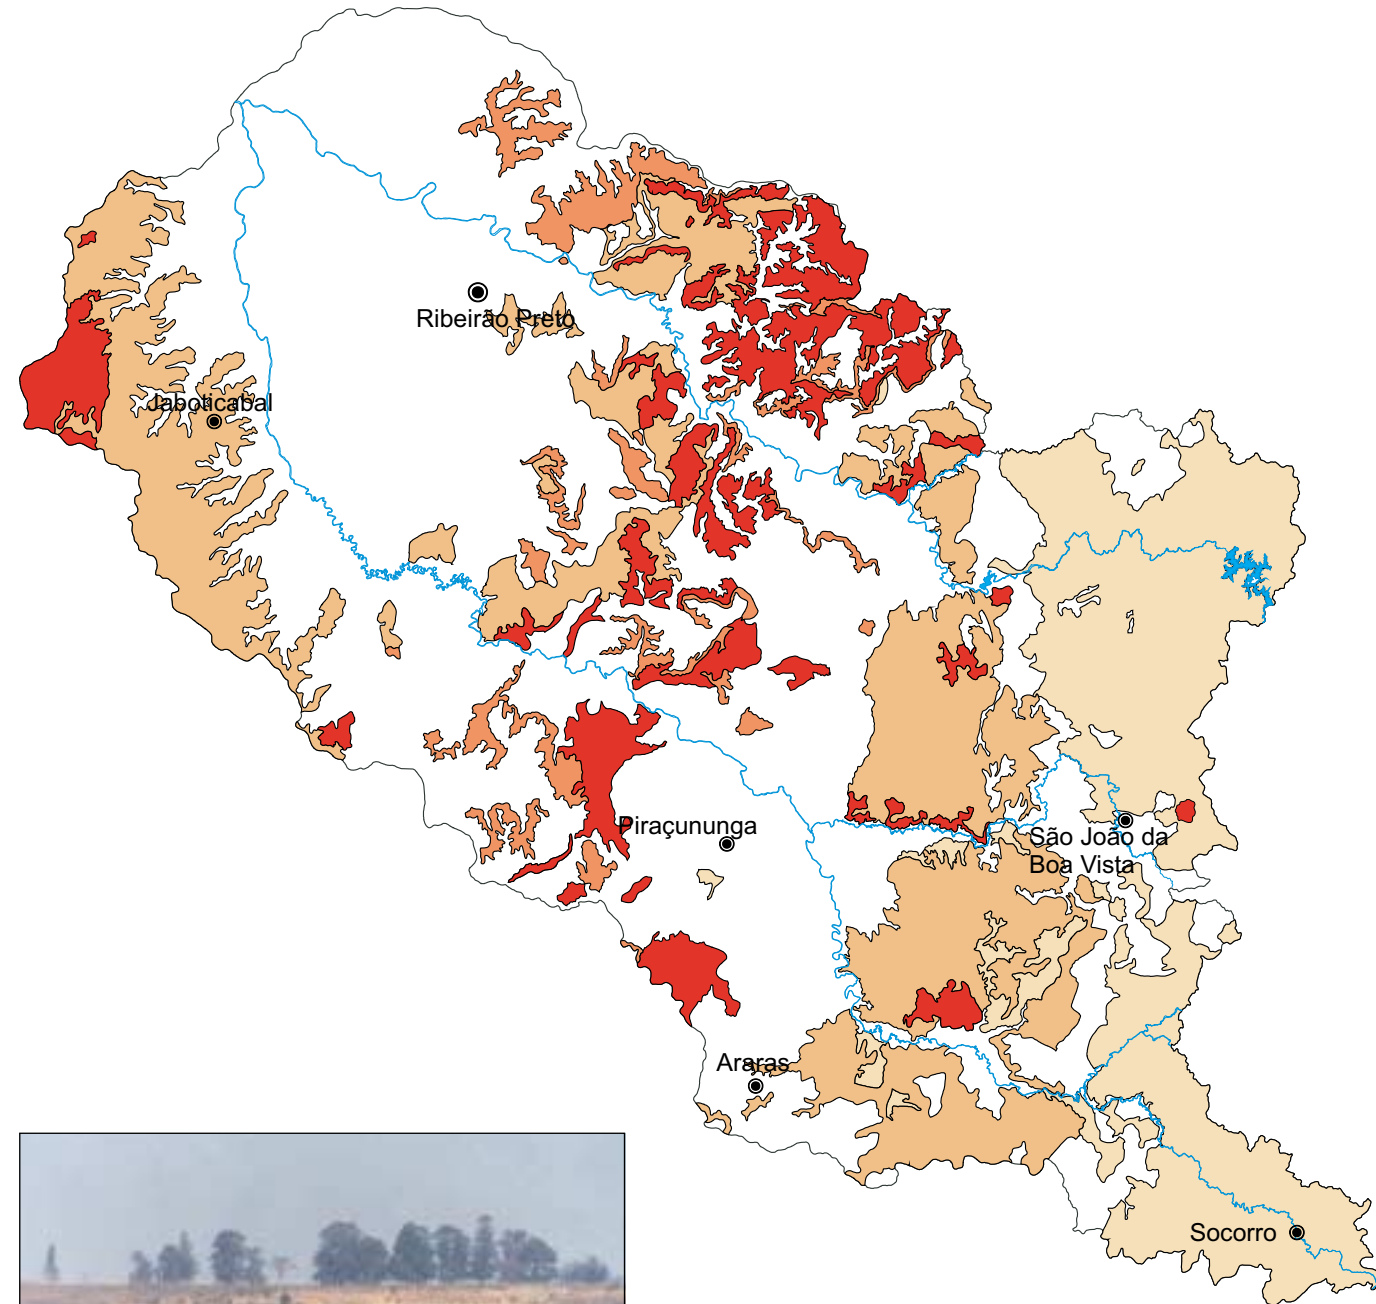 Ribeirão Preto
Jaboticabal
Piraçununga
São João da
Boa Vista
Araras
Socorro